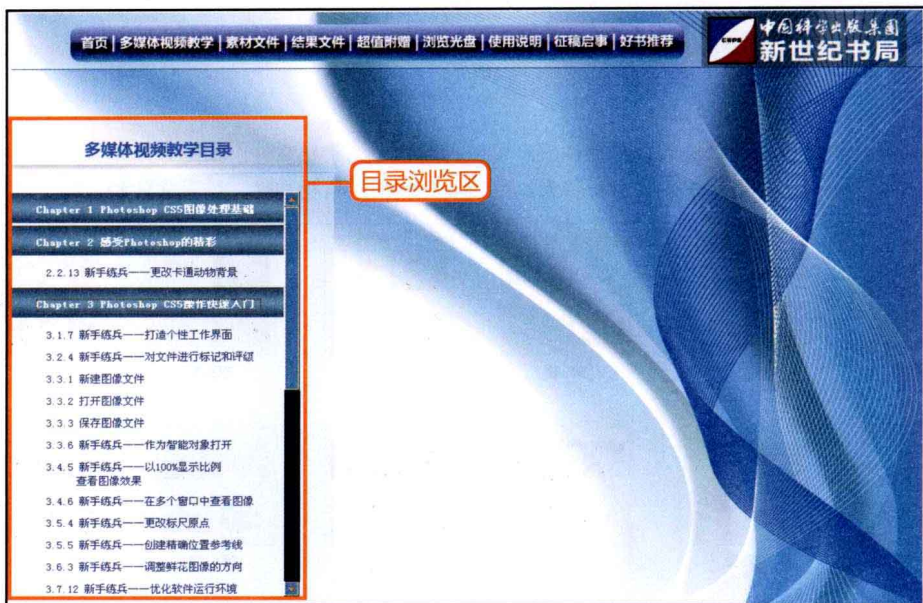 首页 | 多媒体视频教学 | 素材文件 | 结果文件 | 超值附赠 | 浏览光盘 | 使用说明 | 征稿启事 | 好书推荐
CSPG
中国科学出版集团
新世纪书局
多媒体视频教学目录
目录浏览区
Chapter 1 Photoshop CS5图像处理基础
Chapter 2 感受Photoshop的精彩
2.2.13 新手练兵——更改卡通动物背景
Chapter 3 Photoshop CS5操作快速入门
3.1.7 新手练兵——打造个性工作界面
3.2.4 新手练兵——对文件进行标记和评级
3.3.1 新建图像文件
3.3.2 打开图像文件
3.3.3 保存图像文件
3.3.6 新手练兵——作为智能对象打开
3.4.5 新手练兵——以100%显示比例
查看图像效果
3.4.6 新手练兵——在多个窗口中查看图像
3.5.4 新手练兵——更改标尺原点
3.5.5 新手练兵——创建精确位置参考线
3.6.3 新手练兵——调整鲜花图像的方向
3.7.12 新手练兵——优化软件运行环境